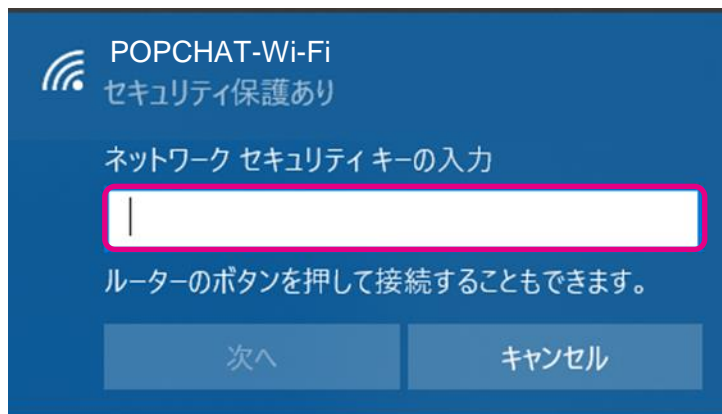 POPCHAT-Wi-Fi
セキュリティ保護あり
ネットワーク セキュリティ キーの入力
ルーターのボタンを押して接続することもできます。
次へ
キャンセル